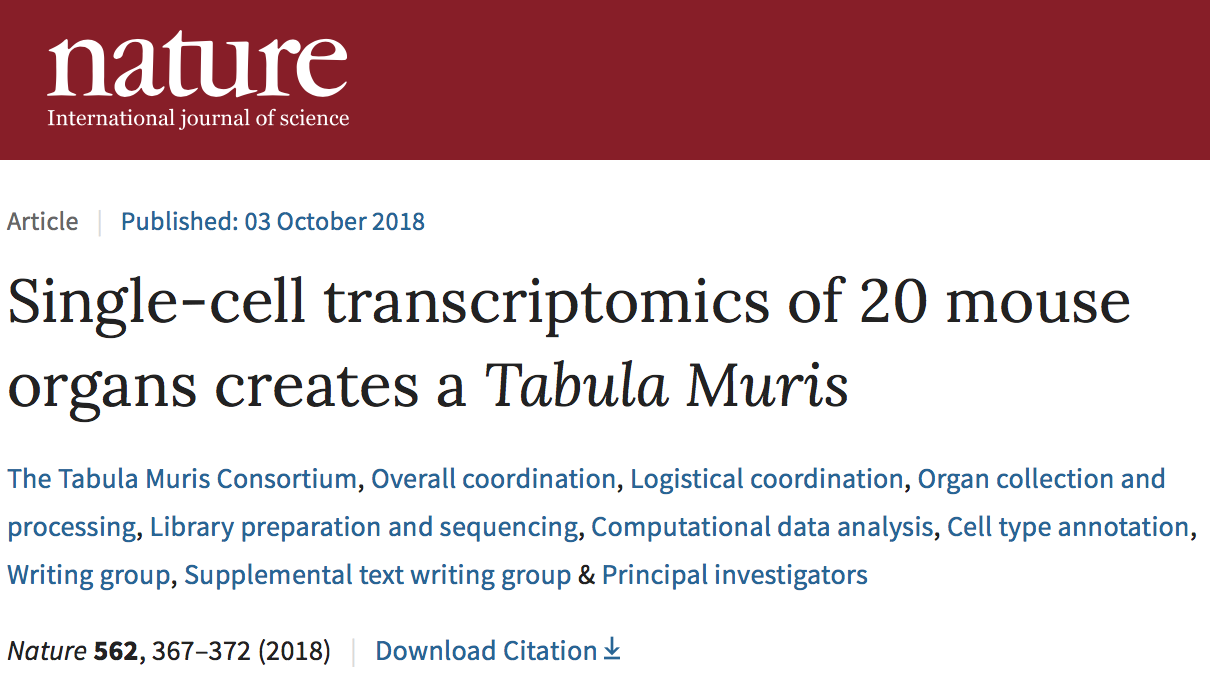 nature
International journal of science
Article | Published: 03 October 2018
Single-cell transcriptomics of 20 mouse
organs creates a Tabula Muris
The Tabula Muris Consortium, Overall coordination, Logistical coordination, Organ collection and
processing, Library preparation and sequencing, Computational data analysis, Cell type annotation,
Writing group, Supplemental text writing group & Principal investigators
Nature 562, 367–372 (2018) | Download Citation